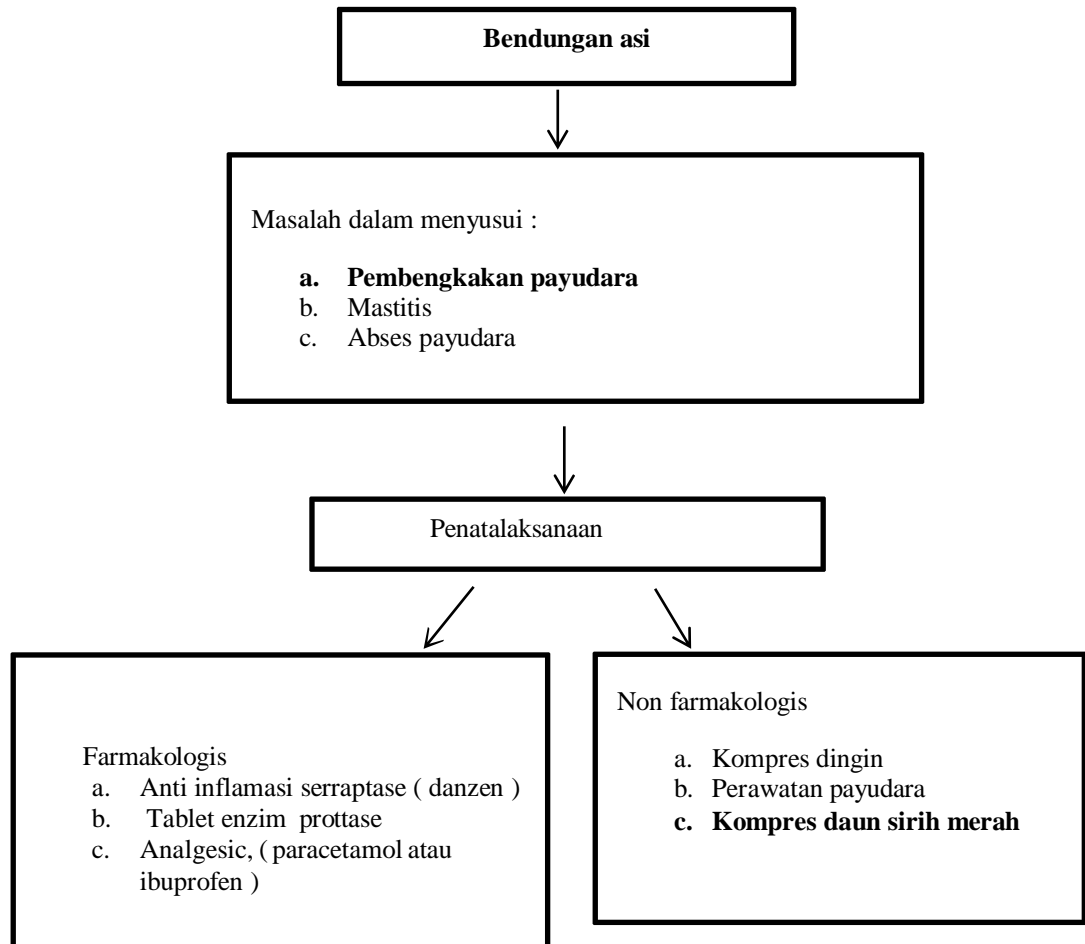 Bendungan asi
Masalah dalam menyusui :
a. Pembengkakan payudara
b. Mastitis
c. Abses payudara
Penatalaksanaan
Farmakologis
a. Anti inflamasi serraptase ( danzen )
b. Tablet enzim prottase
c. Analgesic, ( paracetamol atau
ibuprofen )
Non farmakologis
a. Kompres dingin
b. Perawatan payudara
c. Kompres daun sirih merah